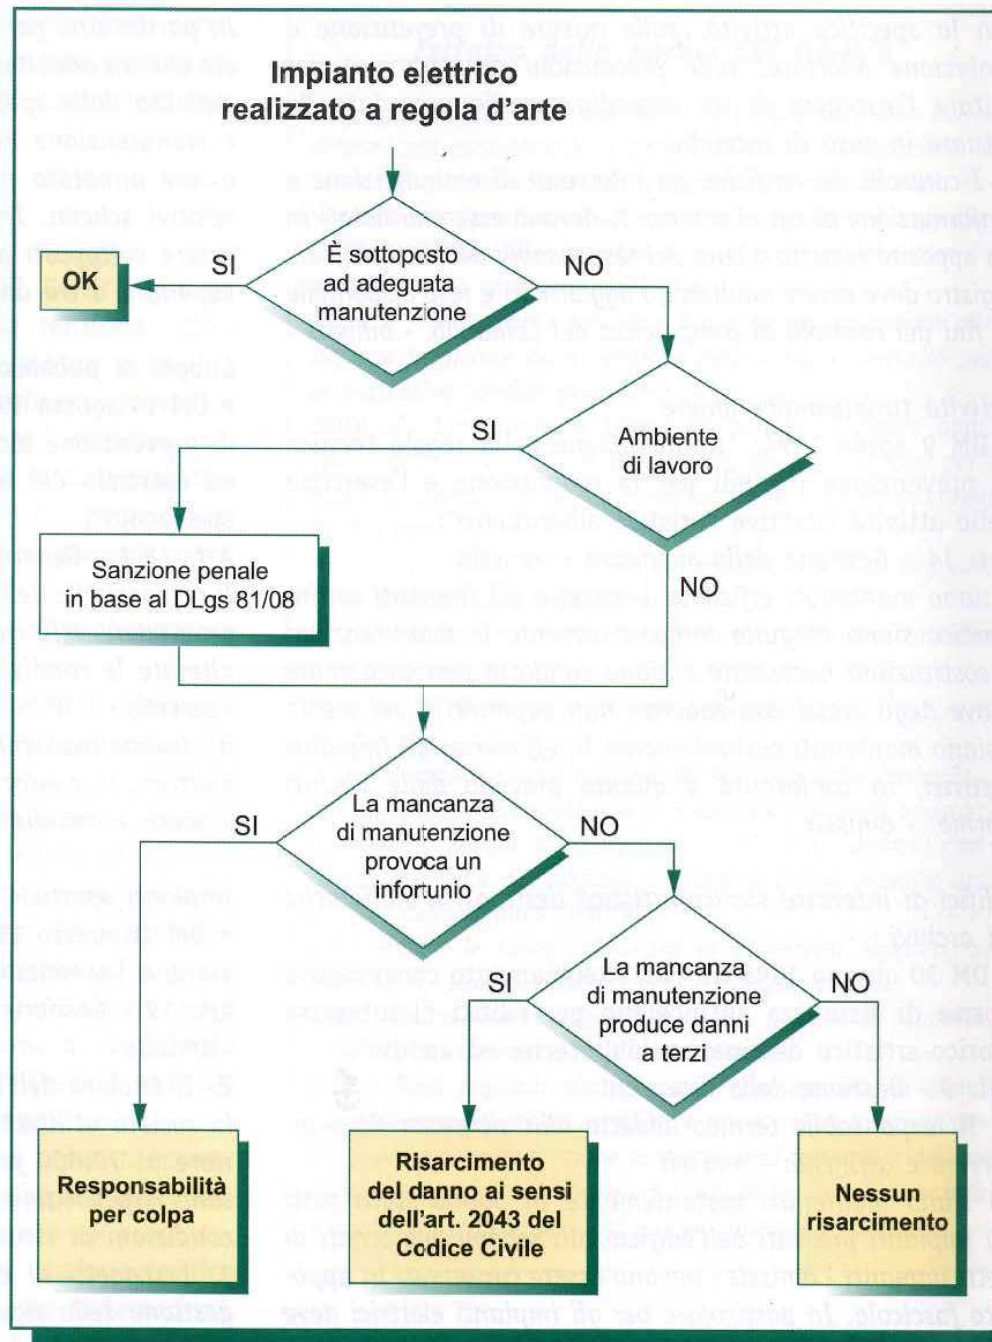 Impianto elettrico
realizzato a regola d'arte
È sottoposto
ad adeguata
manutenzione
SI
NO
OK
Ambiente
di lavoro
SI
NO
Sanzione penale
in base al DLgs 81/08
La mancanza
di manutenzione
provoca un
infortunio
SI
NO
La mancanza
di manutenzione
produce danni
a terzi
SI
NO
Responsabilità
per colpa
Risarcimento
del danno ai sensi
dell'art. 2043 del
Codice Civile
Nessun
risarcimento